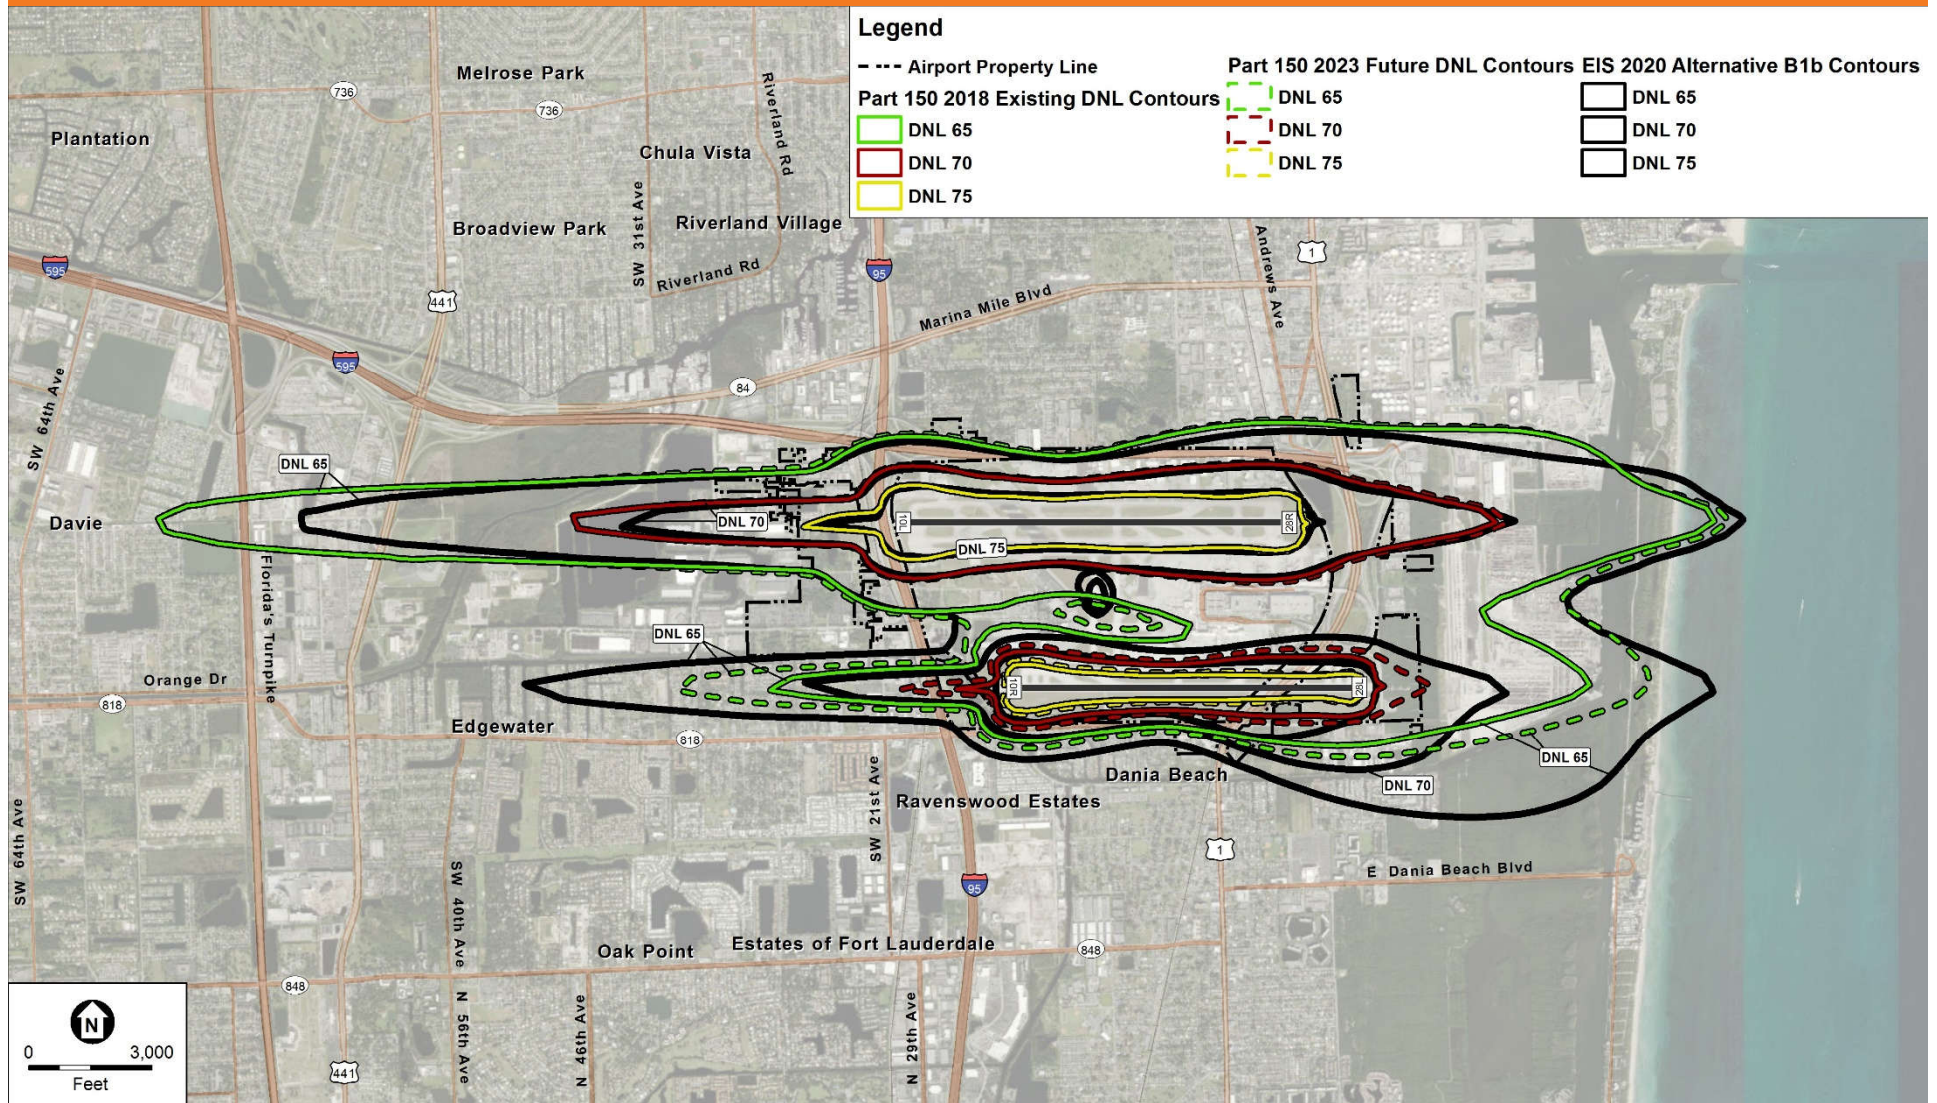 Legend
Airport Property Line
Part 150 2018 Existing DNL Contours
DNL 65
DNL 70
DNL 75
Part 150 2023 Future DNL Contours
DNL 65
DNL 70
DNL 75
EIS 2020 Alternative B1b Contours
DNL 65
DNL 70
DNL 75
Melrose Park
736
736
Plantation
Chula Vista
Riverland Rd
SW 31st Ave
Broadview Park
Riverland Village
595
Riverland Rd
95
Andrews Ave
1
441
Marina Mile Blvd
595
84
SW 64th Ave
DNL 65
Davie
DNL 70
10L
28R
DNL 75
Florida's Turnpike
DNL 65
Orange Dr
818
10R
28L
Edgewater
818
DNL 65
Dania Beach
DNL 70
Ravenswood Estates
SW 21st Ave
SW 64th Ave
1
E Dania Beach Blvd
95
SW 40th Ave
Oak Point
Estates of Fort Lauderdale
848
848
N 56th Ave
N 46th Ave
N 29th Ave
441
N
0
3,000
Feet